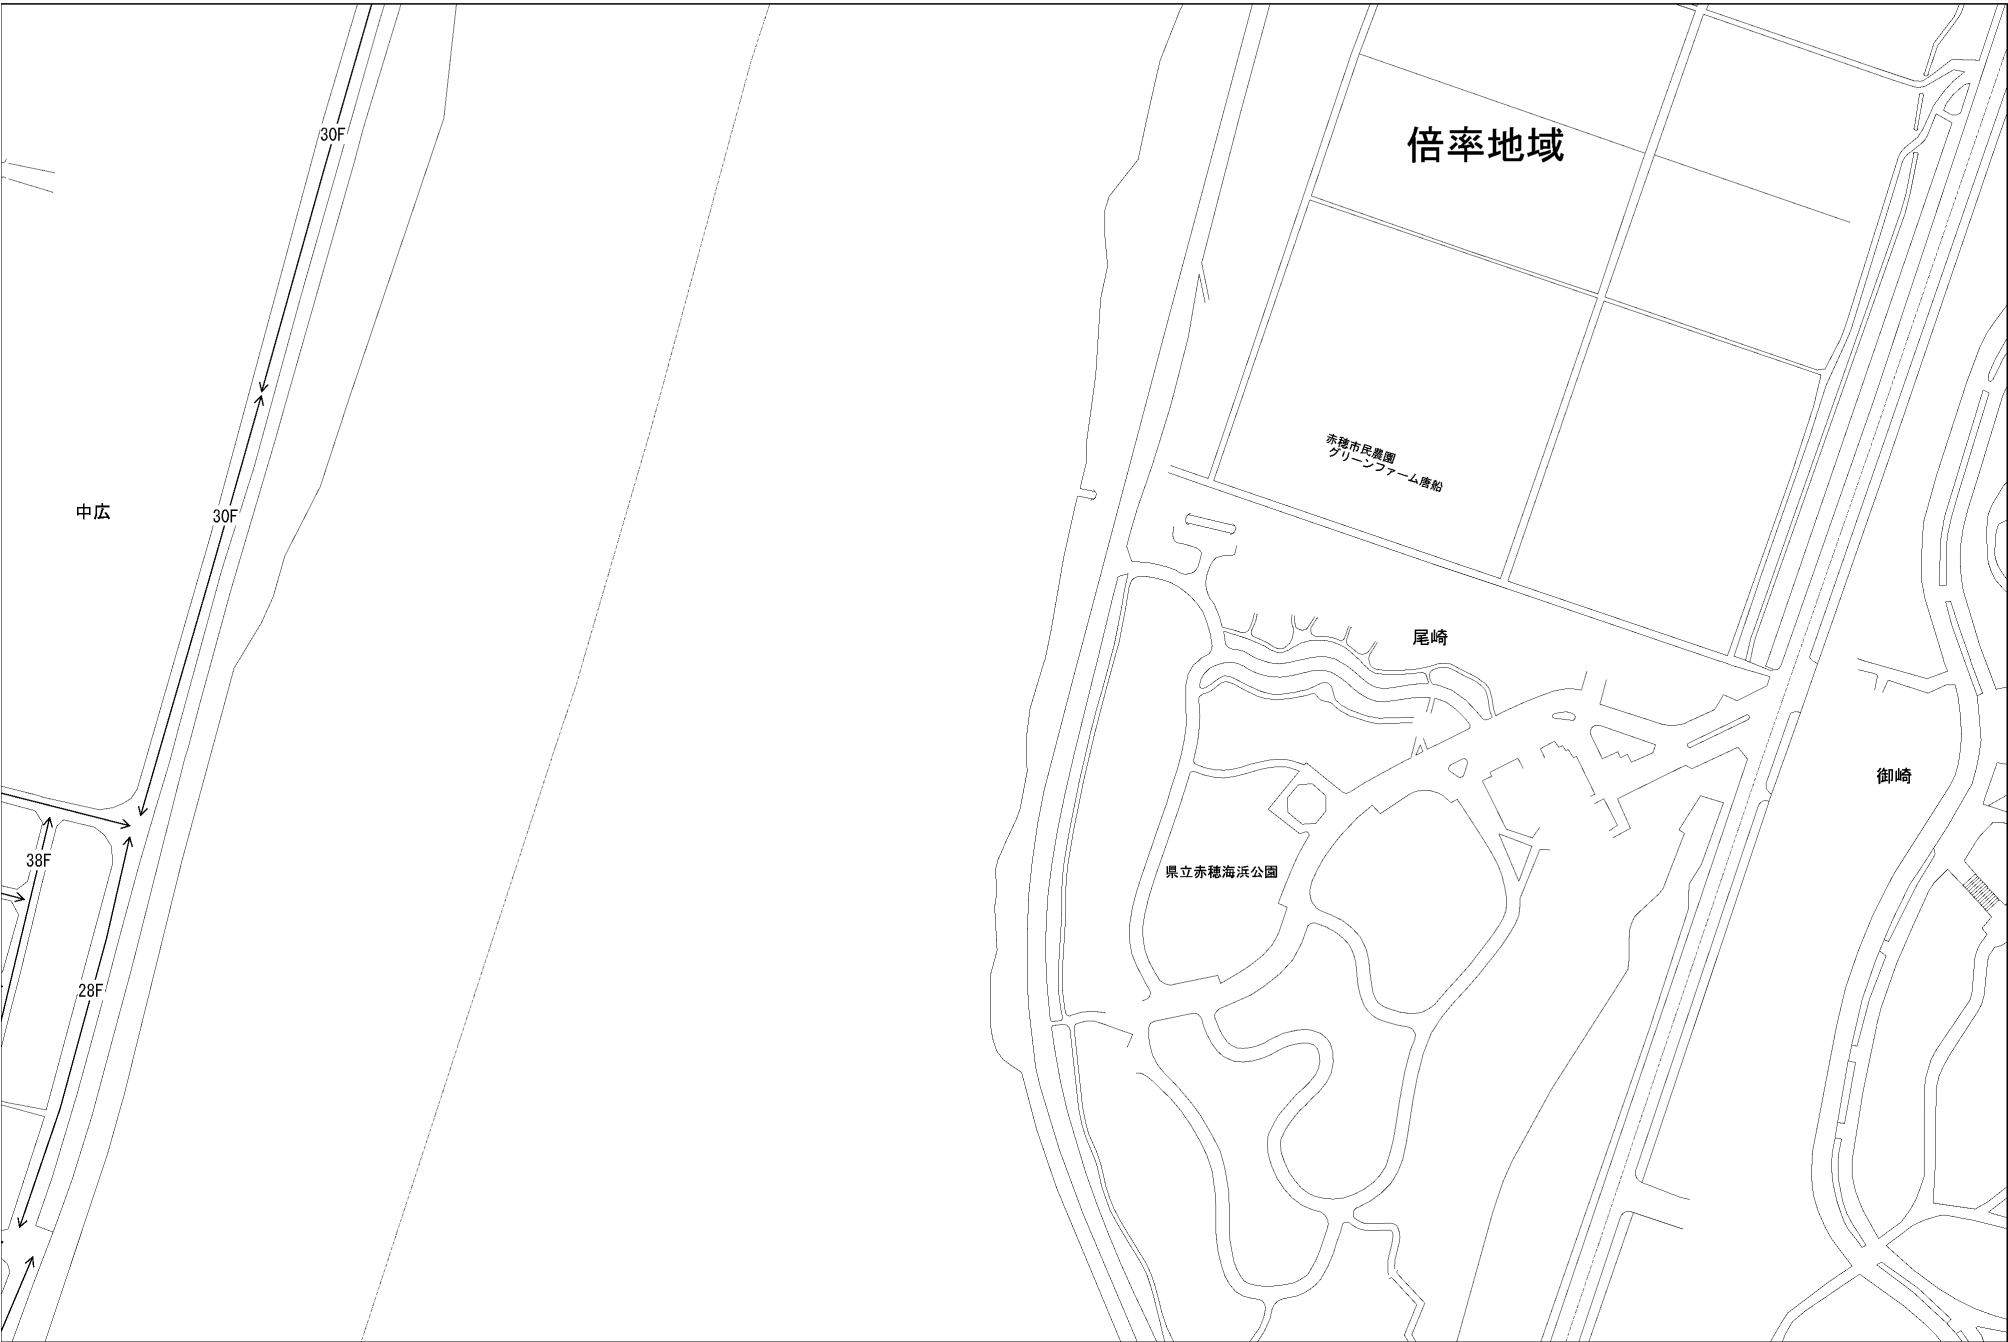 30F
倍率地域
赤穂市民農園
グリーンファーム唐船
中広
30F
尾崎
御崎
38F
県立赤穂海浜公園
28F